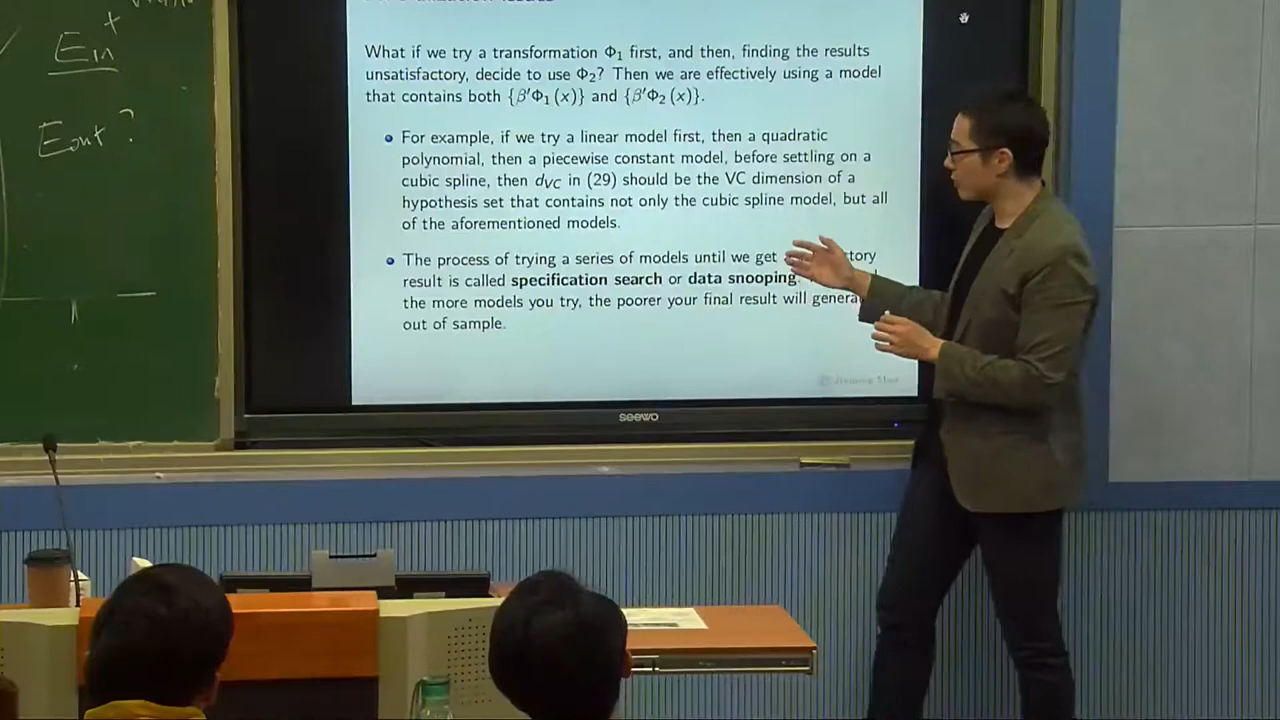 Ein
Eout ?
What if we try a transformation Φ1 first, and then, finding the results
unsatisfactory, decide to use Φ2? Then we are effectively using a model
that contains both {β′Φ1 (x)} and {β′Φ2 (x)}.
For example, if we try a linear model first, then a quadratic
polynomial, then a piecewise constant model, before settling on a
cubic spline, then dVC in (29) should be the VC dimension of a
hypothesis set that contains not only the cubic spline model, but all
of the aforementioned models.
The process of trying a series of models until we get
result is called specification search or data snooping.
the more models you try, the poorer your final result will
out of sample.
seewo